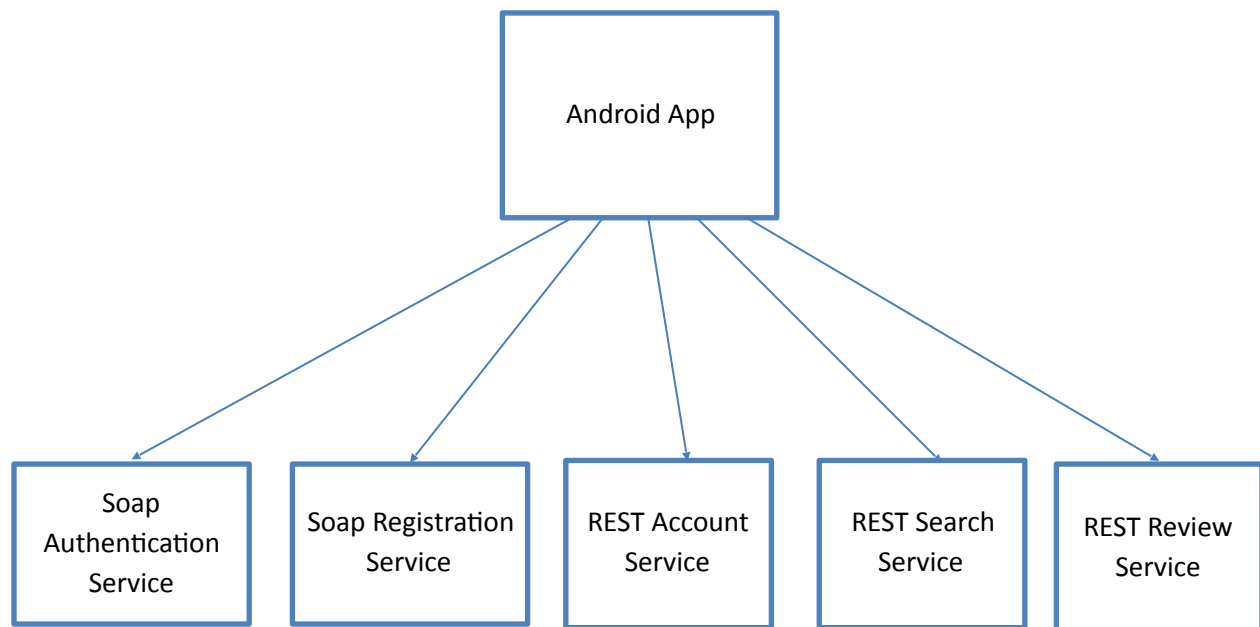 Android App
Soap
Authentication
Service
Soap Registration
Service
REST Account
Service
REST Search
Service
REST Review
Service